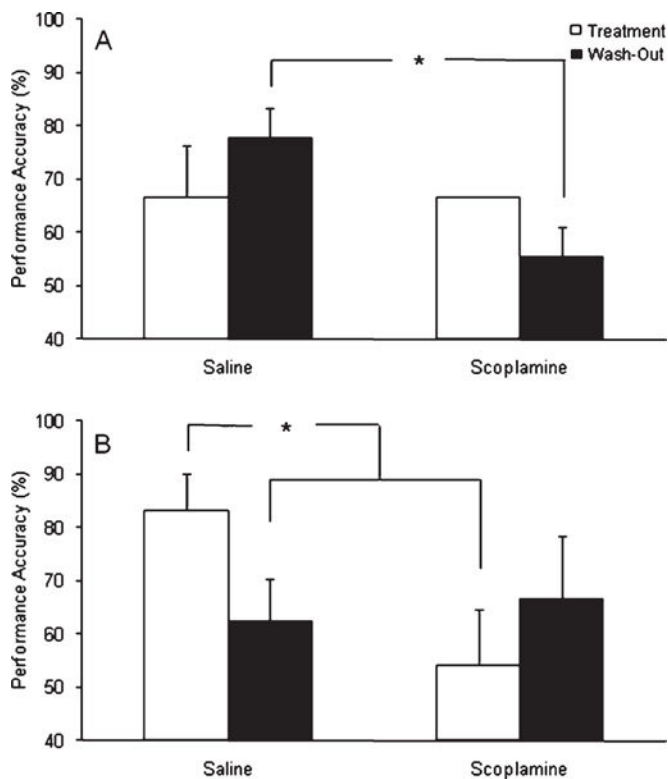 A
Treatment
Wash-Out
*
Performance Accuracy (%)
100
90
80
70
60
50
40
Saline
Scoplamine
B
*
Performance Accuracy (%)
100
90
80
70
60
50
40
Saline
Scoplamine